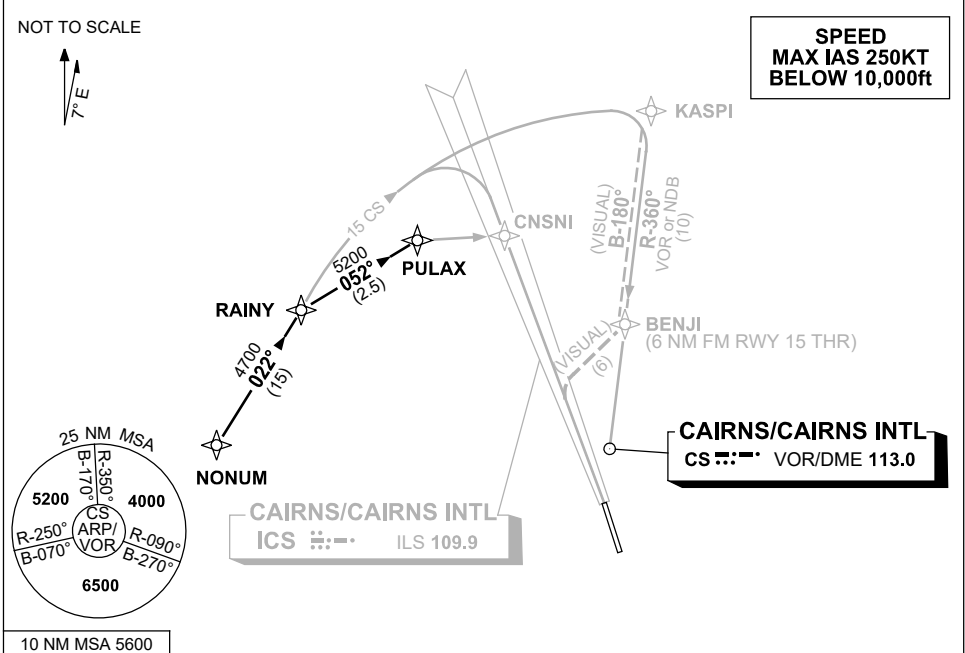 NOT TO SCALE
7° E
SPEED
MAX IAS 250KT
BELOW 10,000ft
KASPI
15 CS
CNSNI
(VISUAL)
B-180°
R-360°
VOR or NDB
(10)
5200
052°
(2.5)
PULAX
RAINY
4700
022°
(15)
BENJI
(6 NM FM RWY 15 THR)
(VISUAL)
(6)
NONUM
CAIRNS/CAIRNS INTL
CS VOR/DME 113.0
CAIRNS/CAIRNS INTL
ICS ILS 109.9
25 NM MSA
B-170°
R-350°
5200
4000
CS
ARP/
VOR
R-250°
B-070°
R-090°
B-270°
6500
10 NM MSA 5600